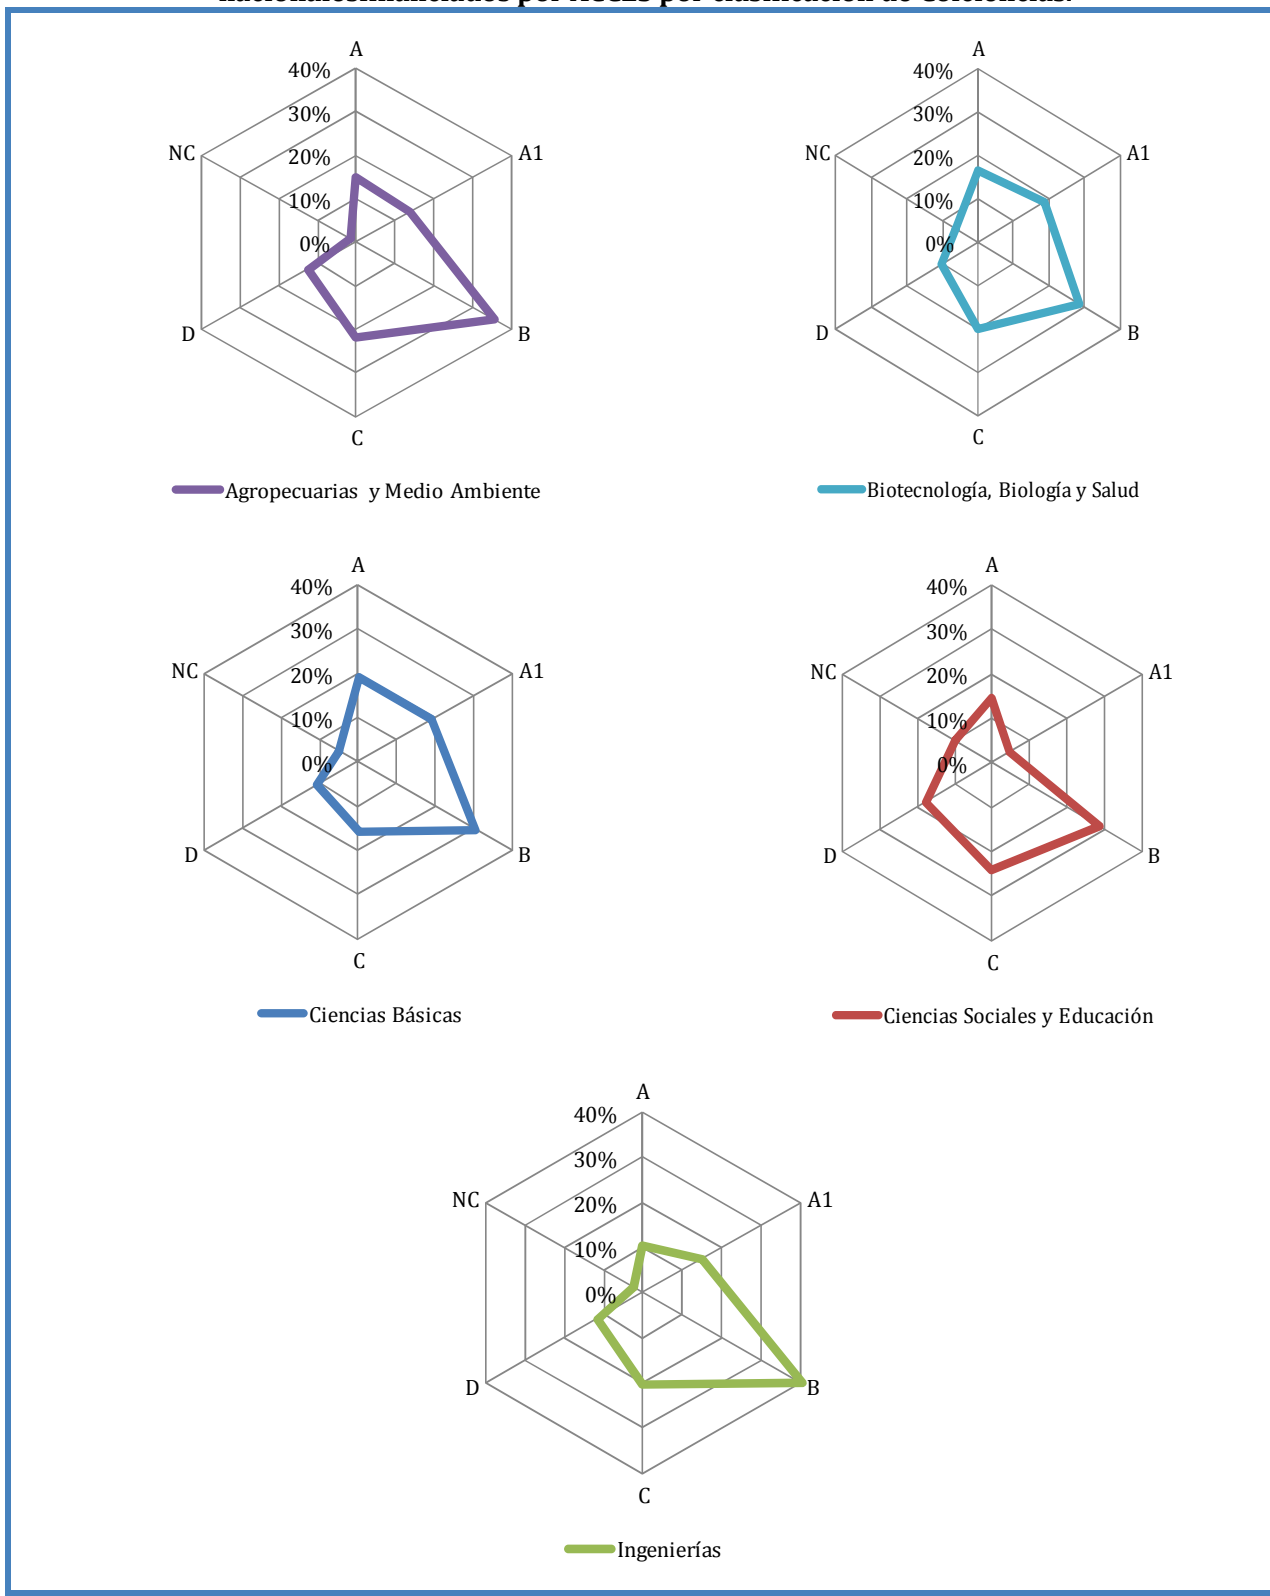 A
40%
30%
20%
10%
0%
NC
A1
D
B
C
Agropecuarias y Medio Ambiente
A
40%
30%
20%
10%
0%
NC
A1
D
B
C
Biotecnología, Biología y Salud
A
40%
30%
20%
10%
0%
NC
A1
D
B
C
Ciencias Básicas
A
40%
30%
20%
10%
0%
NC
A1
D
B
C
Ciencias Sociales y Educación
A
40%
30%
20%
10%
0%
NC
A1
D
B
C
Ingenierías